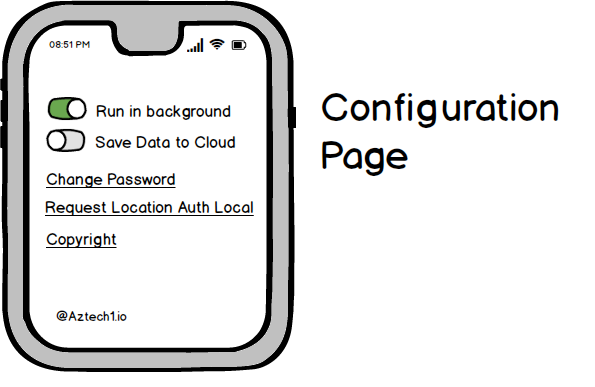 08:51 PM
Run in background
Save Data to Cloud
Change Password
Request Location Auth Local
Copyright
@Aztech1.io
Configuration
Page